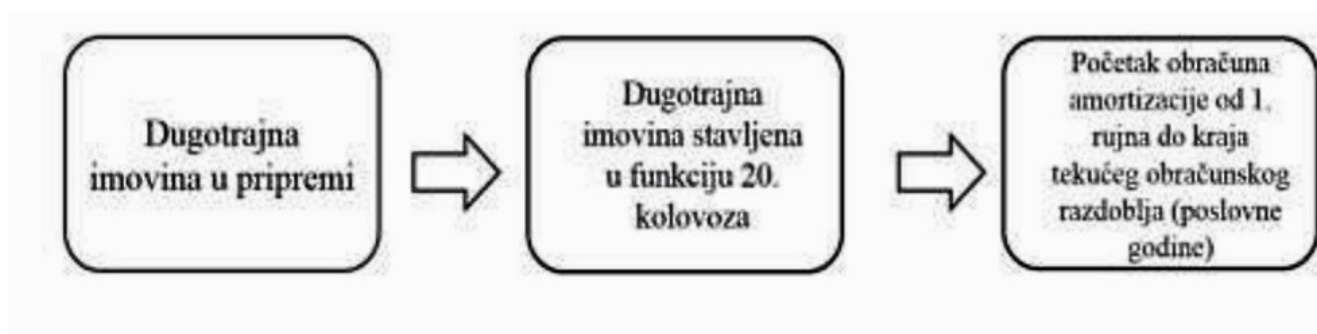 Dugotrajna
imovina u pripremi
Dugotrajna
imovina stavljena
u funkciju 20.
kolovoza
Početak obračuna
amortizacije od 1.
rujna do kraja
tekućeg obračunskog
razdoblja (poslovne
godine)